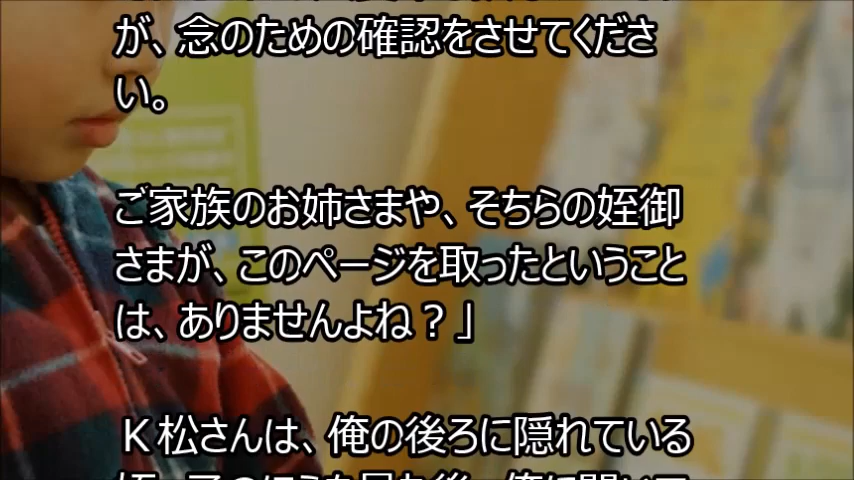 が、念のための確認をさせてくださ
い。
ご家族のお姉さまや、そちらの姪御
さまが、このページを取ったということ
は、ありませんよね？」
Ｋ松さんは、俺の後ろに隠れている